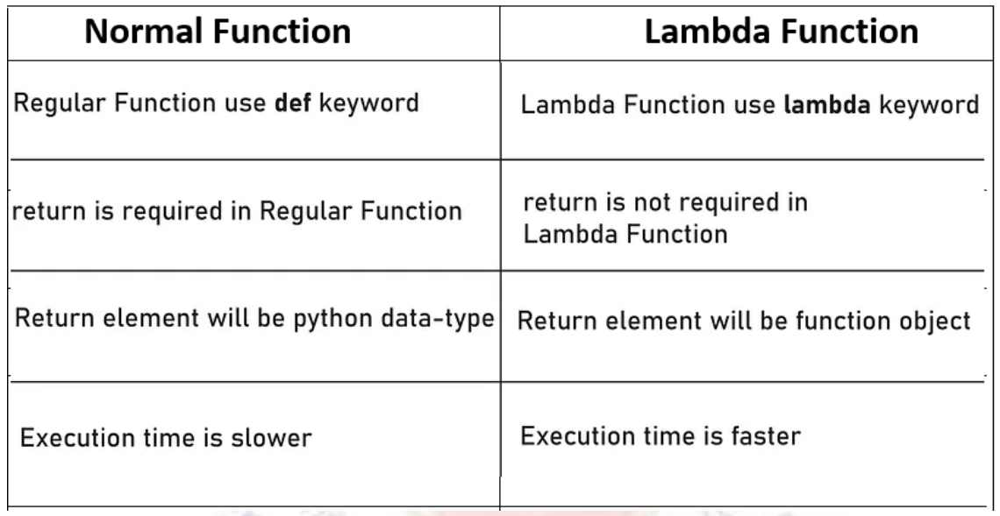 Normal Function
Lambda Function
Regular Function use def keyword
Lambda Function use lambda keyword
return is required in Regular Function
return is not required in
Lambda Function
Return element will be python data-type
Return element will be function object
Execution time is slower
Execution time is faster